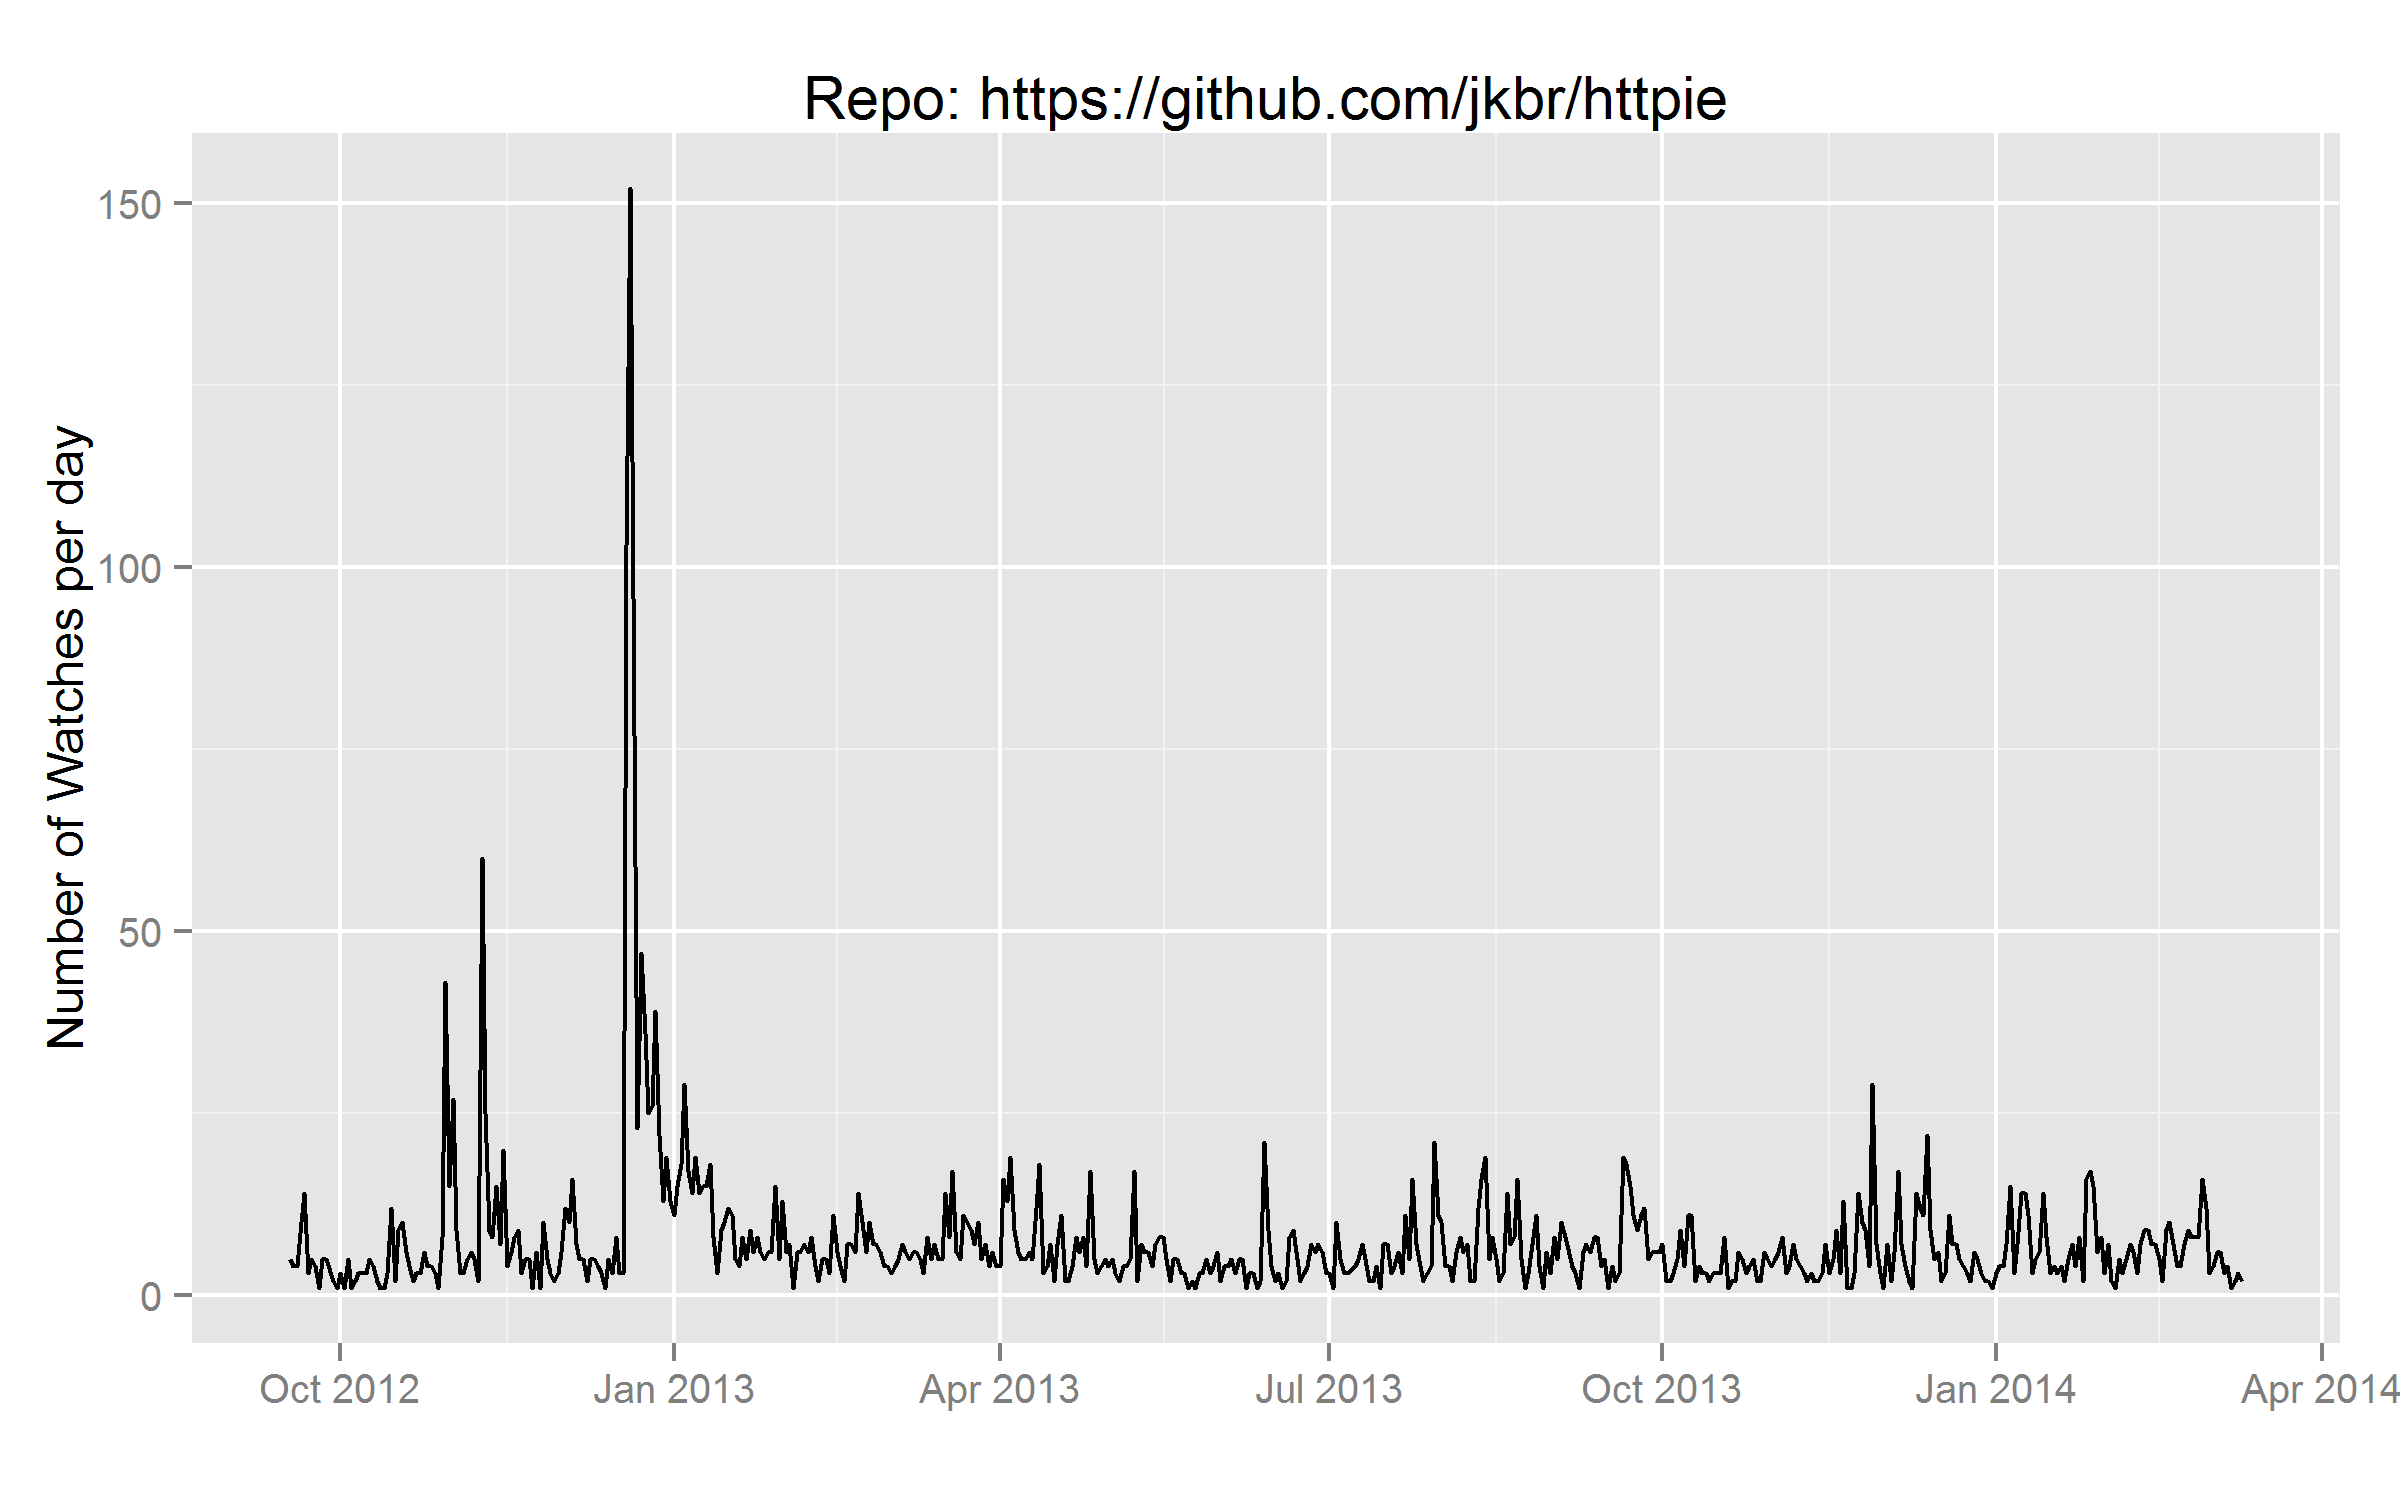 Repo: https://github.com/jkbr/httpie
Number of Watches per day
150
100
50
0
Oct 2012
Jan 2013
Apr 2013
Jul 2013
Oct 2013
Jan 2014
Apr 2014